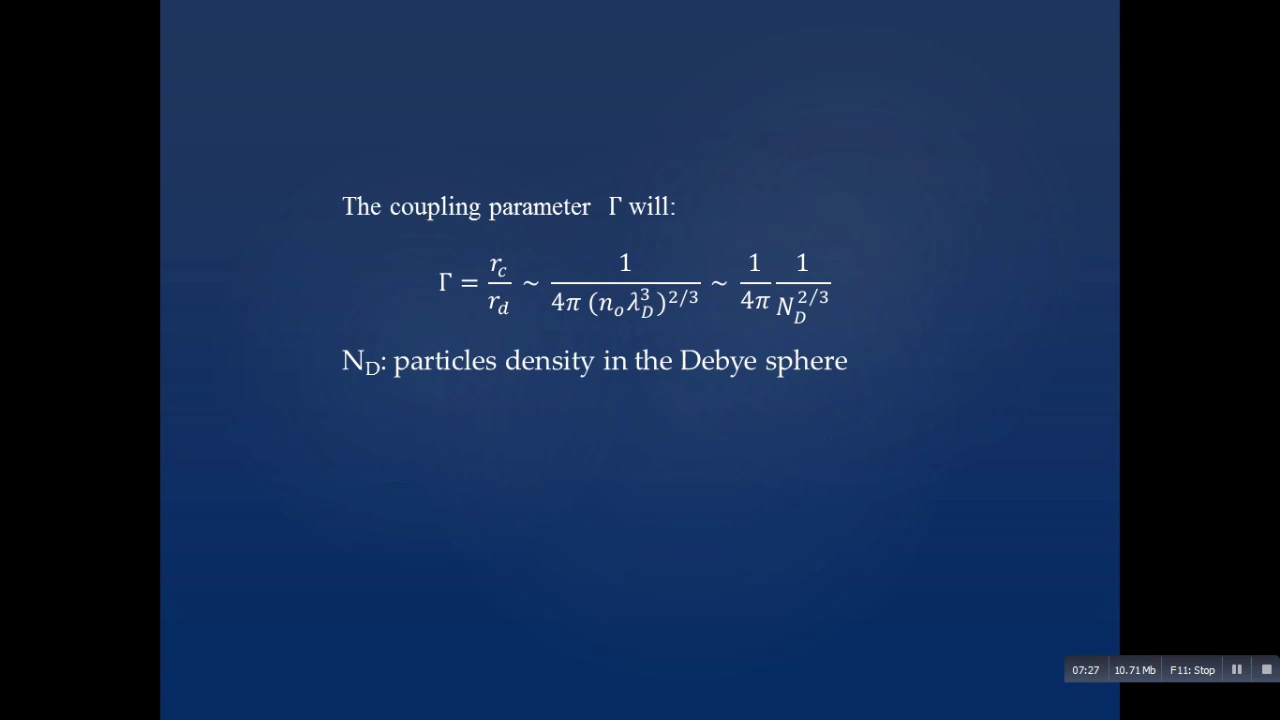 The coupling parameter Γ will:
Γ = r_c/r_d ~ 1/(4π (n_o λ_D^3)^{2/3}) ~ 1/4π 1/N_D^{2/3}
N_D: particles density in the Debye sphere
07:27 10.71 Mb F11: Stop